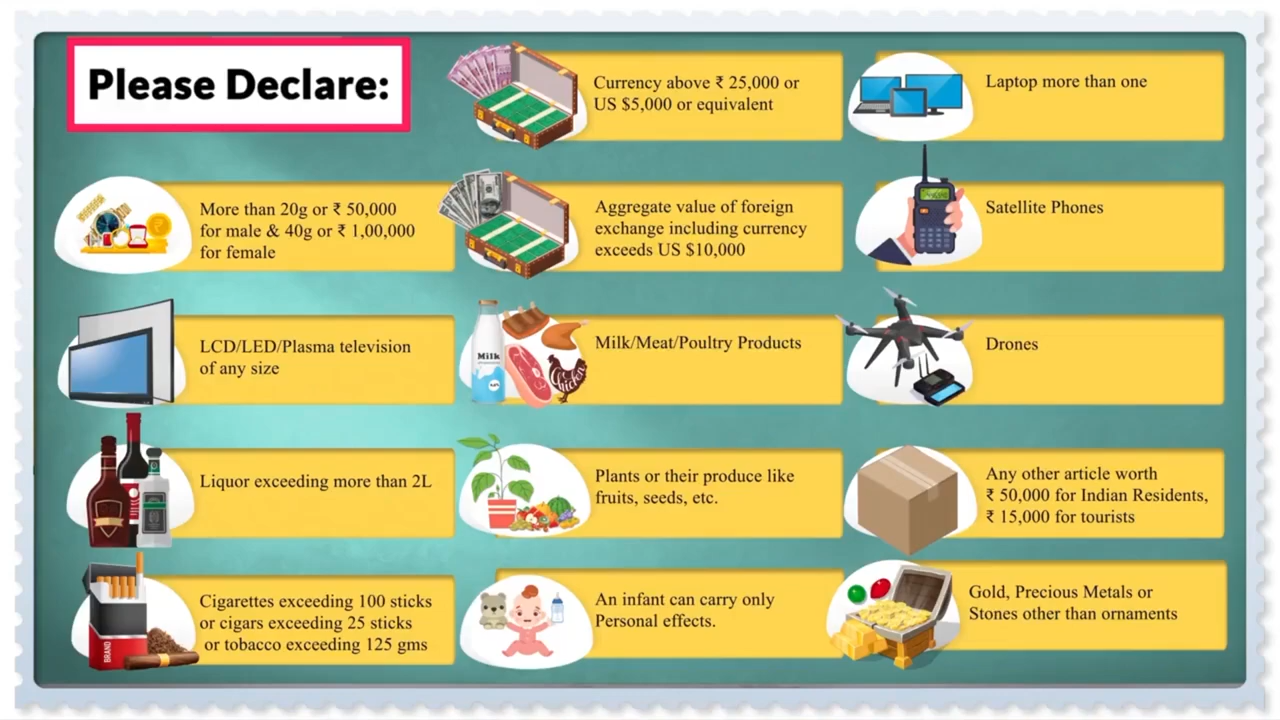 Please Declare:
More than 20g or ₹ 50,000
for male & 40g or ₹ 1,00,000
for female
LCD/LED/Plasma television
of any size
Liquor exceeding more than 2L
BRAND
Cigarettes exceeding 100 sticks
or cigars exceeding 25 sticks
or tobacco exceeding 125 gms
Currency above ₹ 25,000 or
US $5,000 or equivalent
Aggregate value of foreign
exchange including currency
exceeds US $10,000
Milk
Chicken
Milk/Meat/Poultry Products
Plants or their produce like
fruits, seeds, etc.
An infant can carry only
Personal effects.
Laptop more than one
Satellite Phones
Drones
Any other article worth
₹ 50,000 for Indian Residents,
₹ 15,000 for tourists
Gold, Precious Metals or
Stones other than ornaments